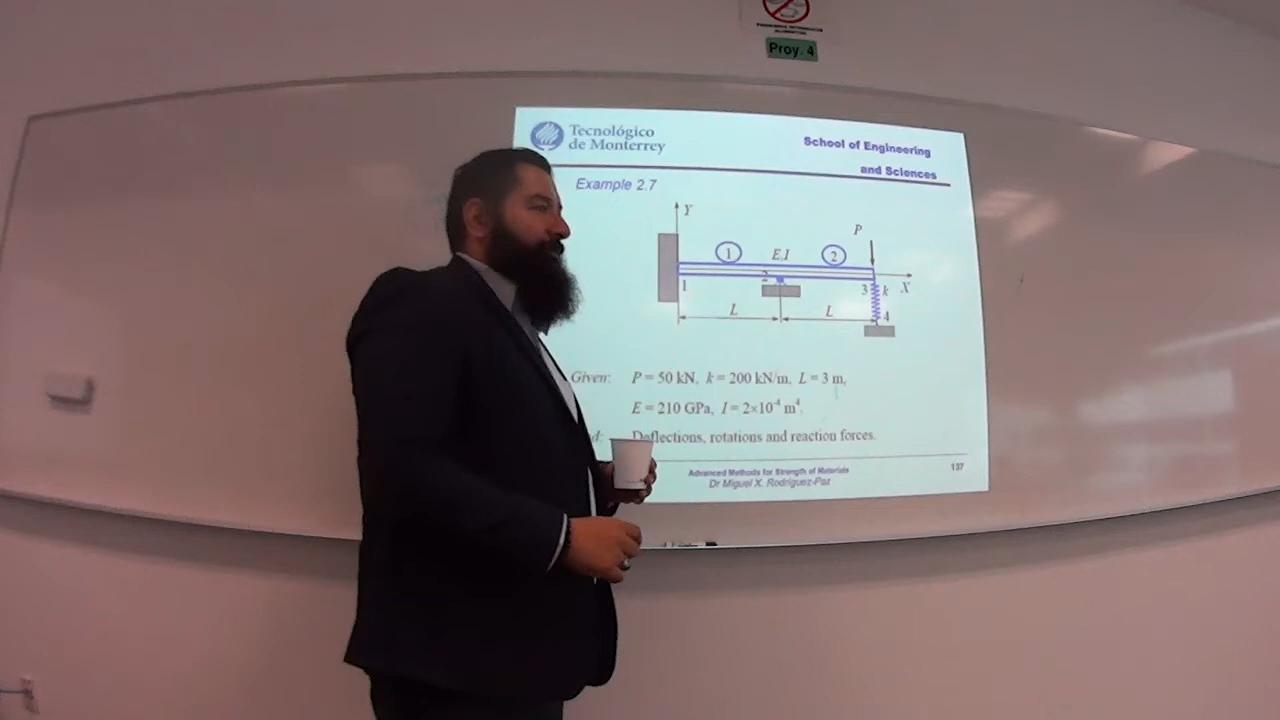 Proy. 4
Tecnológico
de Monterrey
School of Engineering
and Sciences
Example 2.7
Y
P
1 E,I 2
X
1 2 3 k
4
L L
Given: P = 50 kN, k = 200 kN/m, L = 3 m,
E = 210 GPa, I = 2×10⁻⁴ m⁴.
d: Deflections, rotations and reaction forces.
Advanced Methods for Strength of Materials
Dr Miguel X. Rodríguez-Paz
137